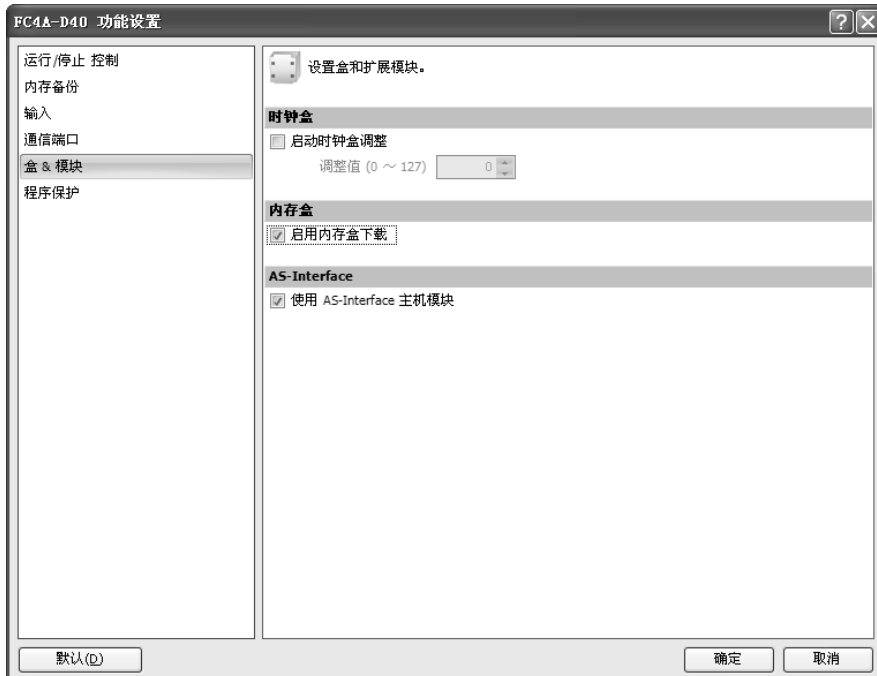 FC4A-D40 功能设置
运行/停止 控制
内存备份
输入
通信端口
盒 & 模块
程序保护
设置盒和扩展模块。
时钟盒
启动时钟盒调整
调整值 (0 ～ 127) 0
内存盒
启用内存盒下载
AS-Interface
使用 AS-Interface 主机模块
默认(D)
确定
取消